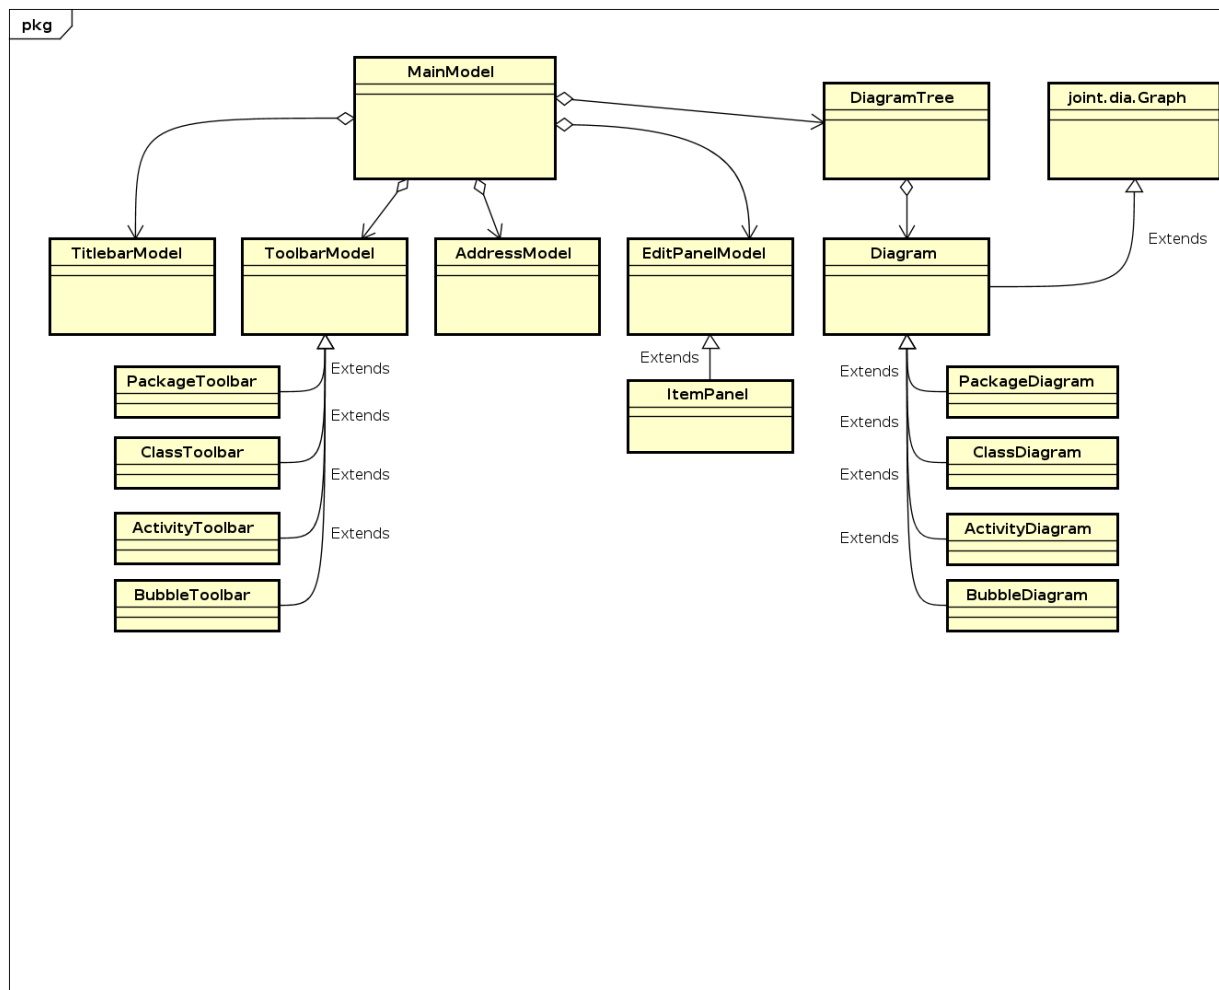 pkg
MainModel
DiagramTree
joint.dia.Graph
TitlebarModel
ToolbarModel
AddressModel
EditPanelModel
Diagram
Extends
Extends
Extends
Extends
PackageToolbar
ItemPanel
PackageDiagram
Extends
Extends
ClassToolbar
ClassDiagram
Extends
Extends
ActivityToolbar
ActivityDiagram
Extends
Extends
BubbleToolbar
BubbleDiagram